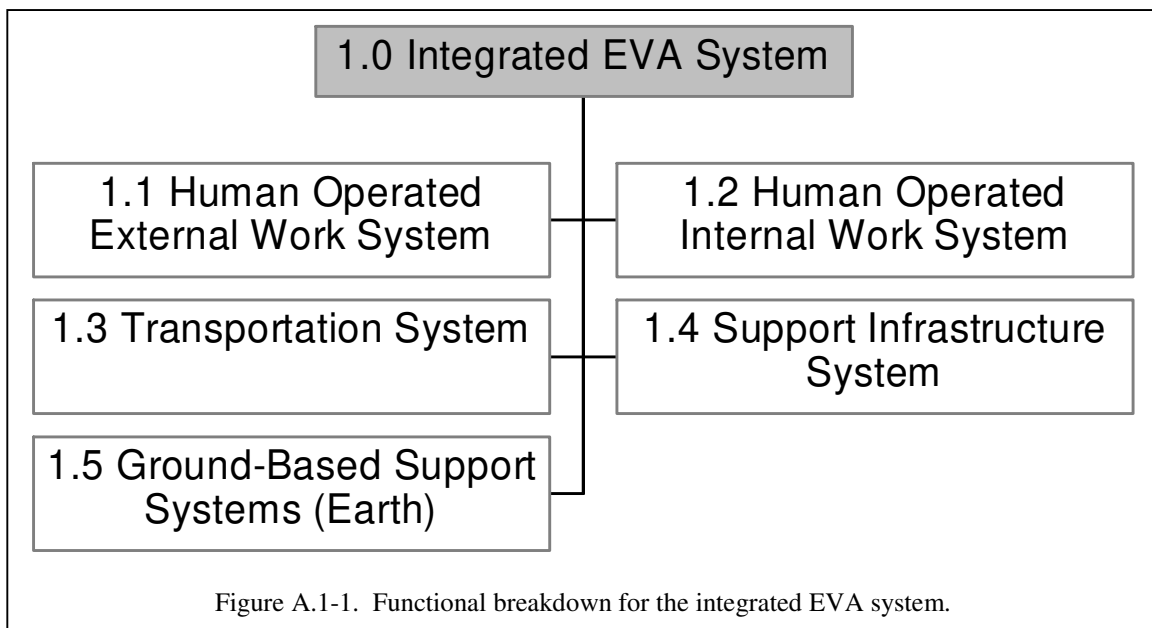 1.0 Integrated EVA System
1.1 Human Operated
External Work System
1.2 Human Operated
Internal Work System
1.3 Transportation System
1.4 Support Infrastructure
System
1.5 Ground-Based Support
Systems (Earth)
Figure A.1-1. Functional breakdown for the integrated EVA system.